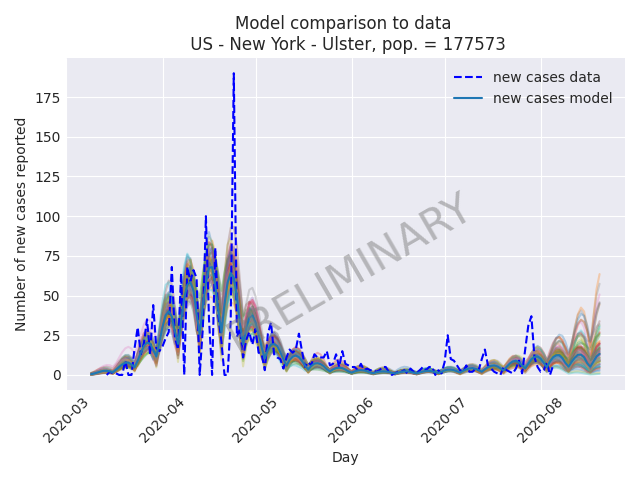 Model comparison to data
US - New York - Ulster, pop. = 177573
new cases data
new cases model
Number of new cases reported
175
150
125
100
75
50
25
0
PRELIMINARY
2020-03
2020-04
2020-05
2020-06
2020-07
2020-08
Day